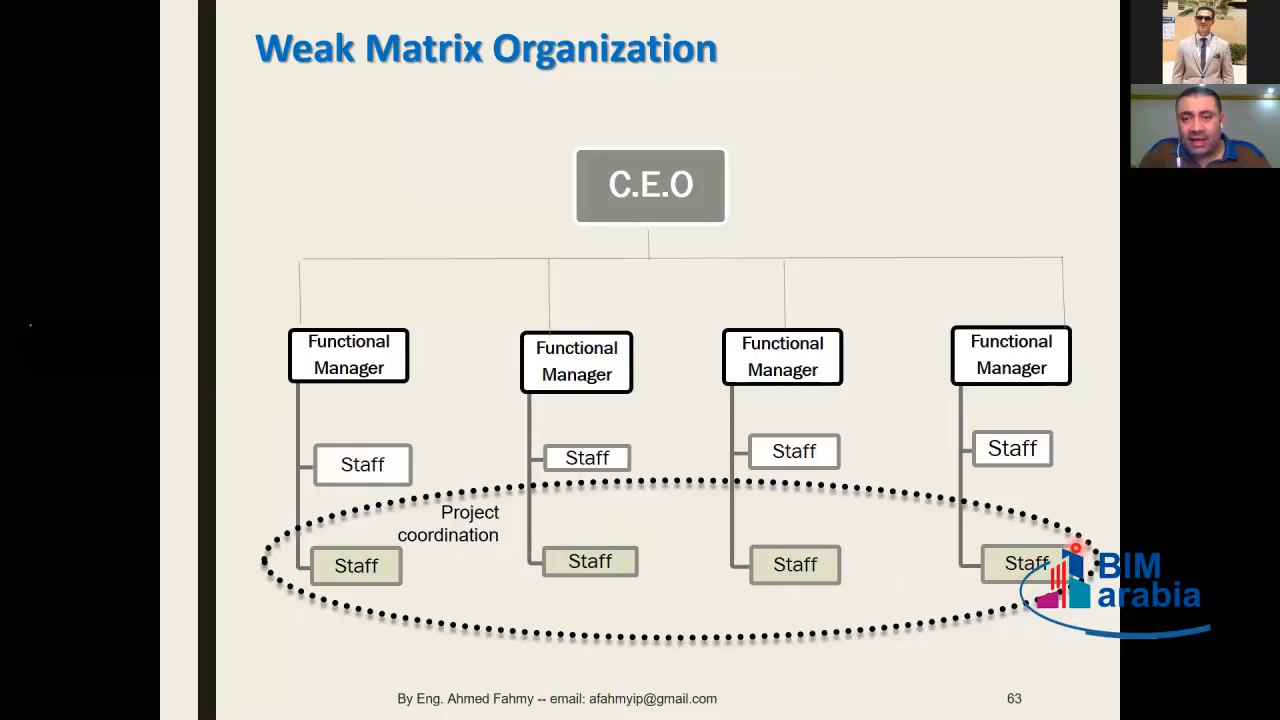 Weak Matrix Organization
C.E.O
Functional
Manager
Functional
Manager
Functional
Manager
Functional
Manager
Staff
Staff
Staff
Staff
Project
coordination
Staff
Staff
Staff
Staff
BIM
arabia
By Eng. Ahmed Fahmy -- email: afahmyip@gmail.com
63